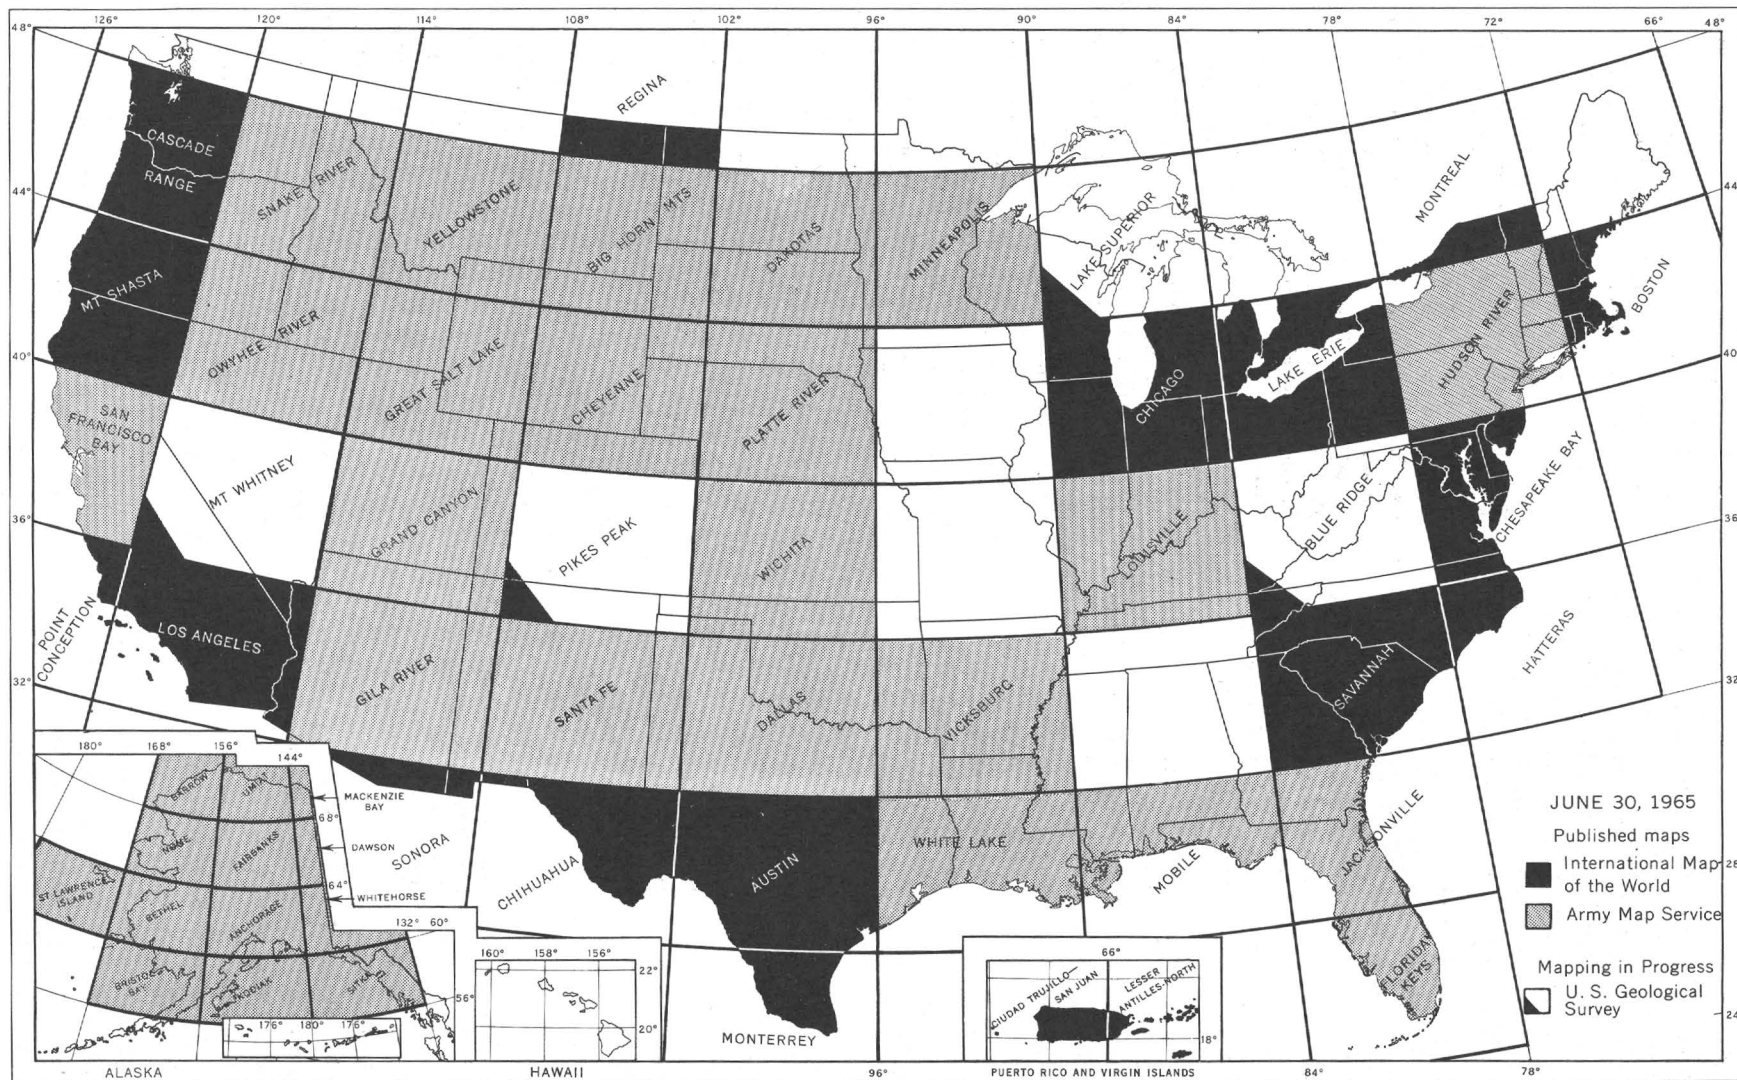 126° 120° 114° 108° 102° 96° 90° 84° 78° 72° 66° 48°
48°
REGINA
CASCADE
RANGE
SNAKE RIVER
YELLOWSTONE
BIG HORN MTS
DAKOTAS
MINNEAPOLIS
LAKE SUPERIOR
MONTREAL
44°
44
MT SHASTA
OWYHEE RIVER
GREAT SALT LAKE
CHEYENNE
PLATTE RIVER
CHICAGO
LAKE ERIE
HUDSON RIVER
BOSTON
40°
40
SAN
FRANCISCO
BAY
MT WHITNEY
GRAND CANYON
PIKES PEAK
WICHITA
LOUISVILLE
BLUE RIDGE
CHESAPEAKE BAY
36°
36
POINT
CONCEPTION
LOS ANGELES
GILA RIVER
SANTA FE
DALLAS
VICKSBURG
SAVANNAH
HATTERAS
32°
32
SONORA
CHIHUAHUA
AUSTIN
WHITE LAKE
MOBILE
JACKSONVILLE
FLORIDA
KEYS
MONTERREY
28
24
JUNE 30, 1965
Published maps
International Map
of the World
Army Map Service
Mapping in Progress
U. S. Geological
Survey
180° 168° 156° 144°
BARROW
UMIAT
MACKENZIE
BAY
68°
NOME
FAIRBANKS
DAWSON
64°
WHITEHORSE
ST LAWRENCE
ISLAND
BETHEL
ANCHORAGE
132° 60°
BRISTOL
BAY
KODIAK
SITKA
56°
176° 180° 176°
160° 158° 156°
22°
20°
66°
CIUDAD TRUJILLO—
SAN JUAN
LESSER
ANTILLES-NORTH
18°
ALASKA
HAWAII
96°
PUERTO RICO AND VIRGIN ISLANDS
84°
78°